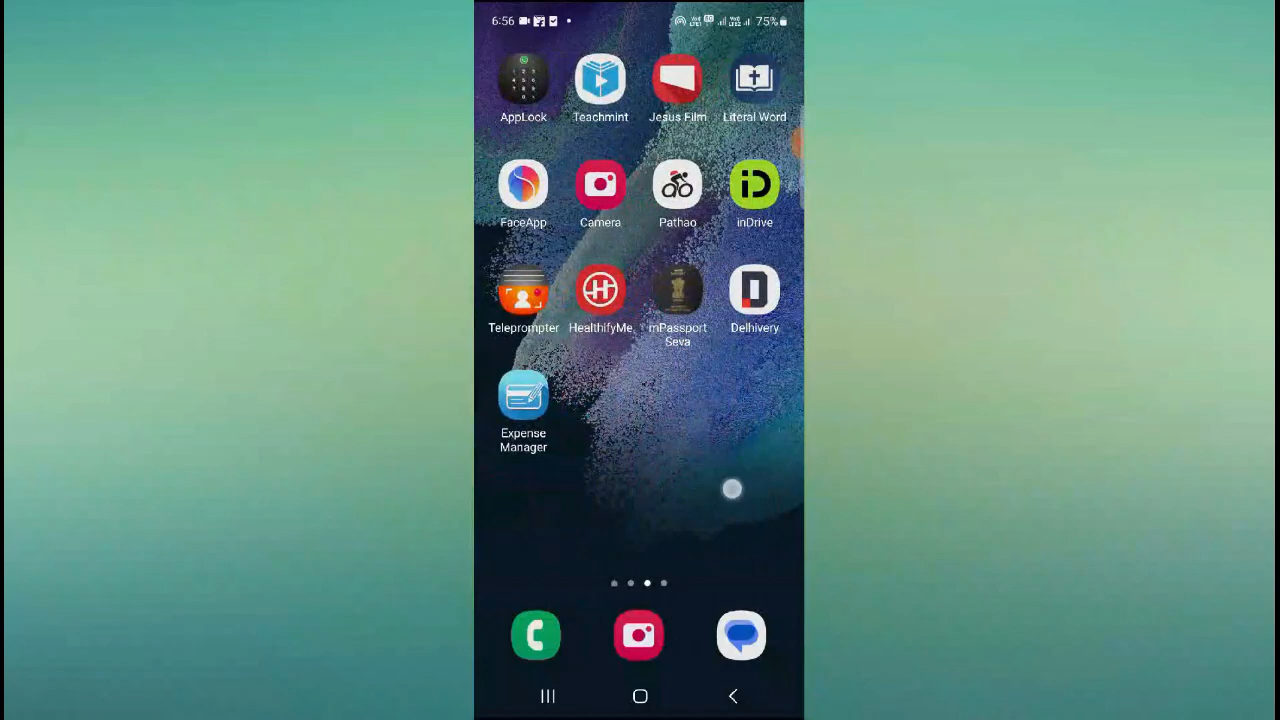 6:56
75%
AppLock
Teachmint
Jesus Film
Literal Word
FaceApp
Camera
Pathao
iD
inDrive
Teleprompter
HealthifyMe
mPassport
Seva
D
Delhivery
Expense
Manager